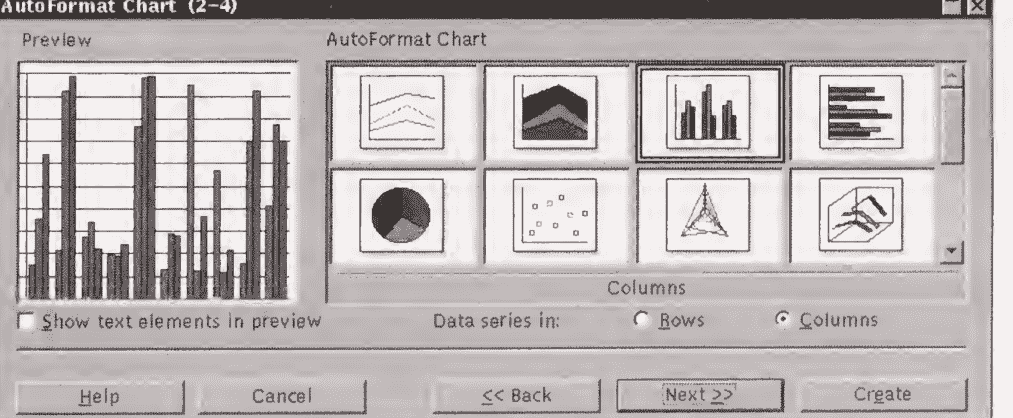 AutoFormat Chart (2-4)
Preview
AutoFormat Chart
Columns
Show text elements in preview
Data series in:
Rows
Columns
Help
Cancel
<< Back
Next >>
Create